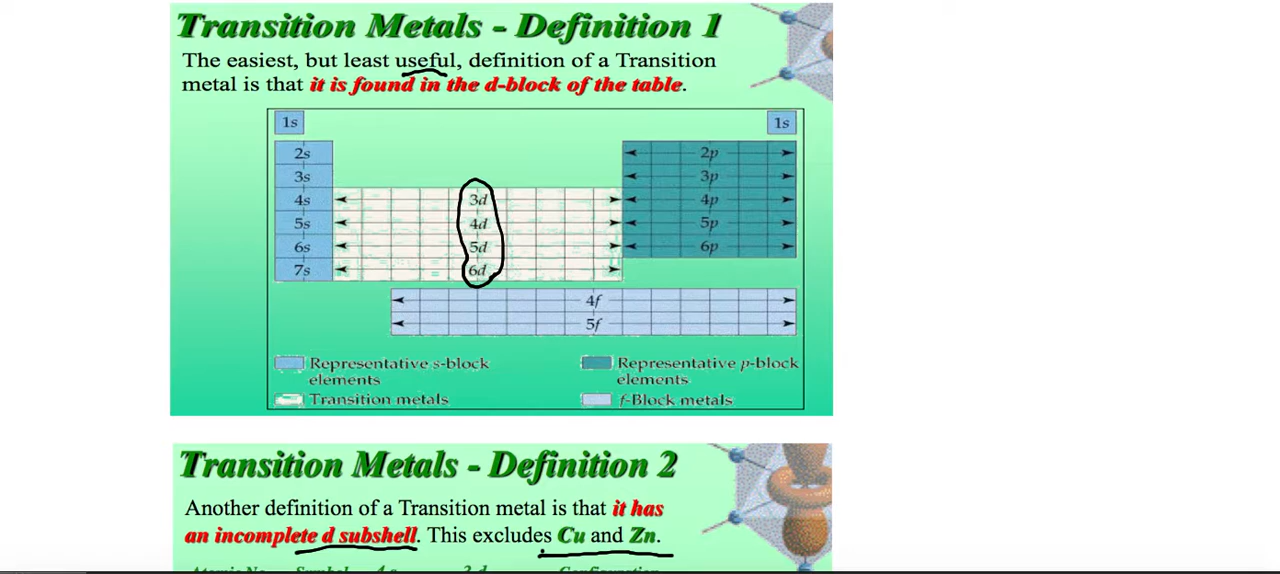 Transition Metals - Definition 1
The easiest, but least useful, definition of a Transition
metal is that it is found in the d-block of the table.
1s 1s
2s 2p
3s 3p
4s 3d 4p
5s 4d 5p
6s 5d 6p
7s 6d
4f
5f
Representative s-block
elements
Representative p-block
elements
Transition metals
f-Block metals
Transition Metals - Definition 2
Another definition of a Transition metal is that it has
an incomplete d subshell. This excludes Cu and Zn.